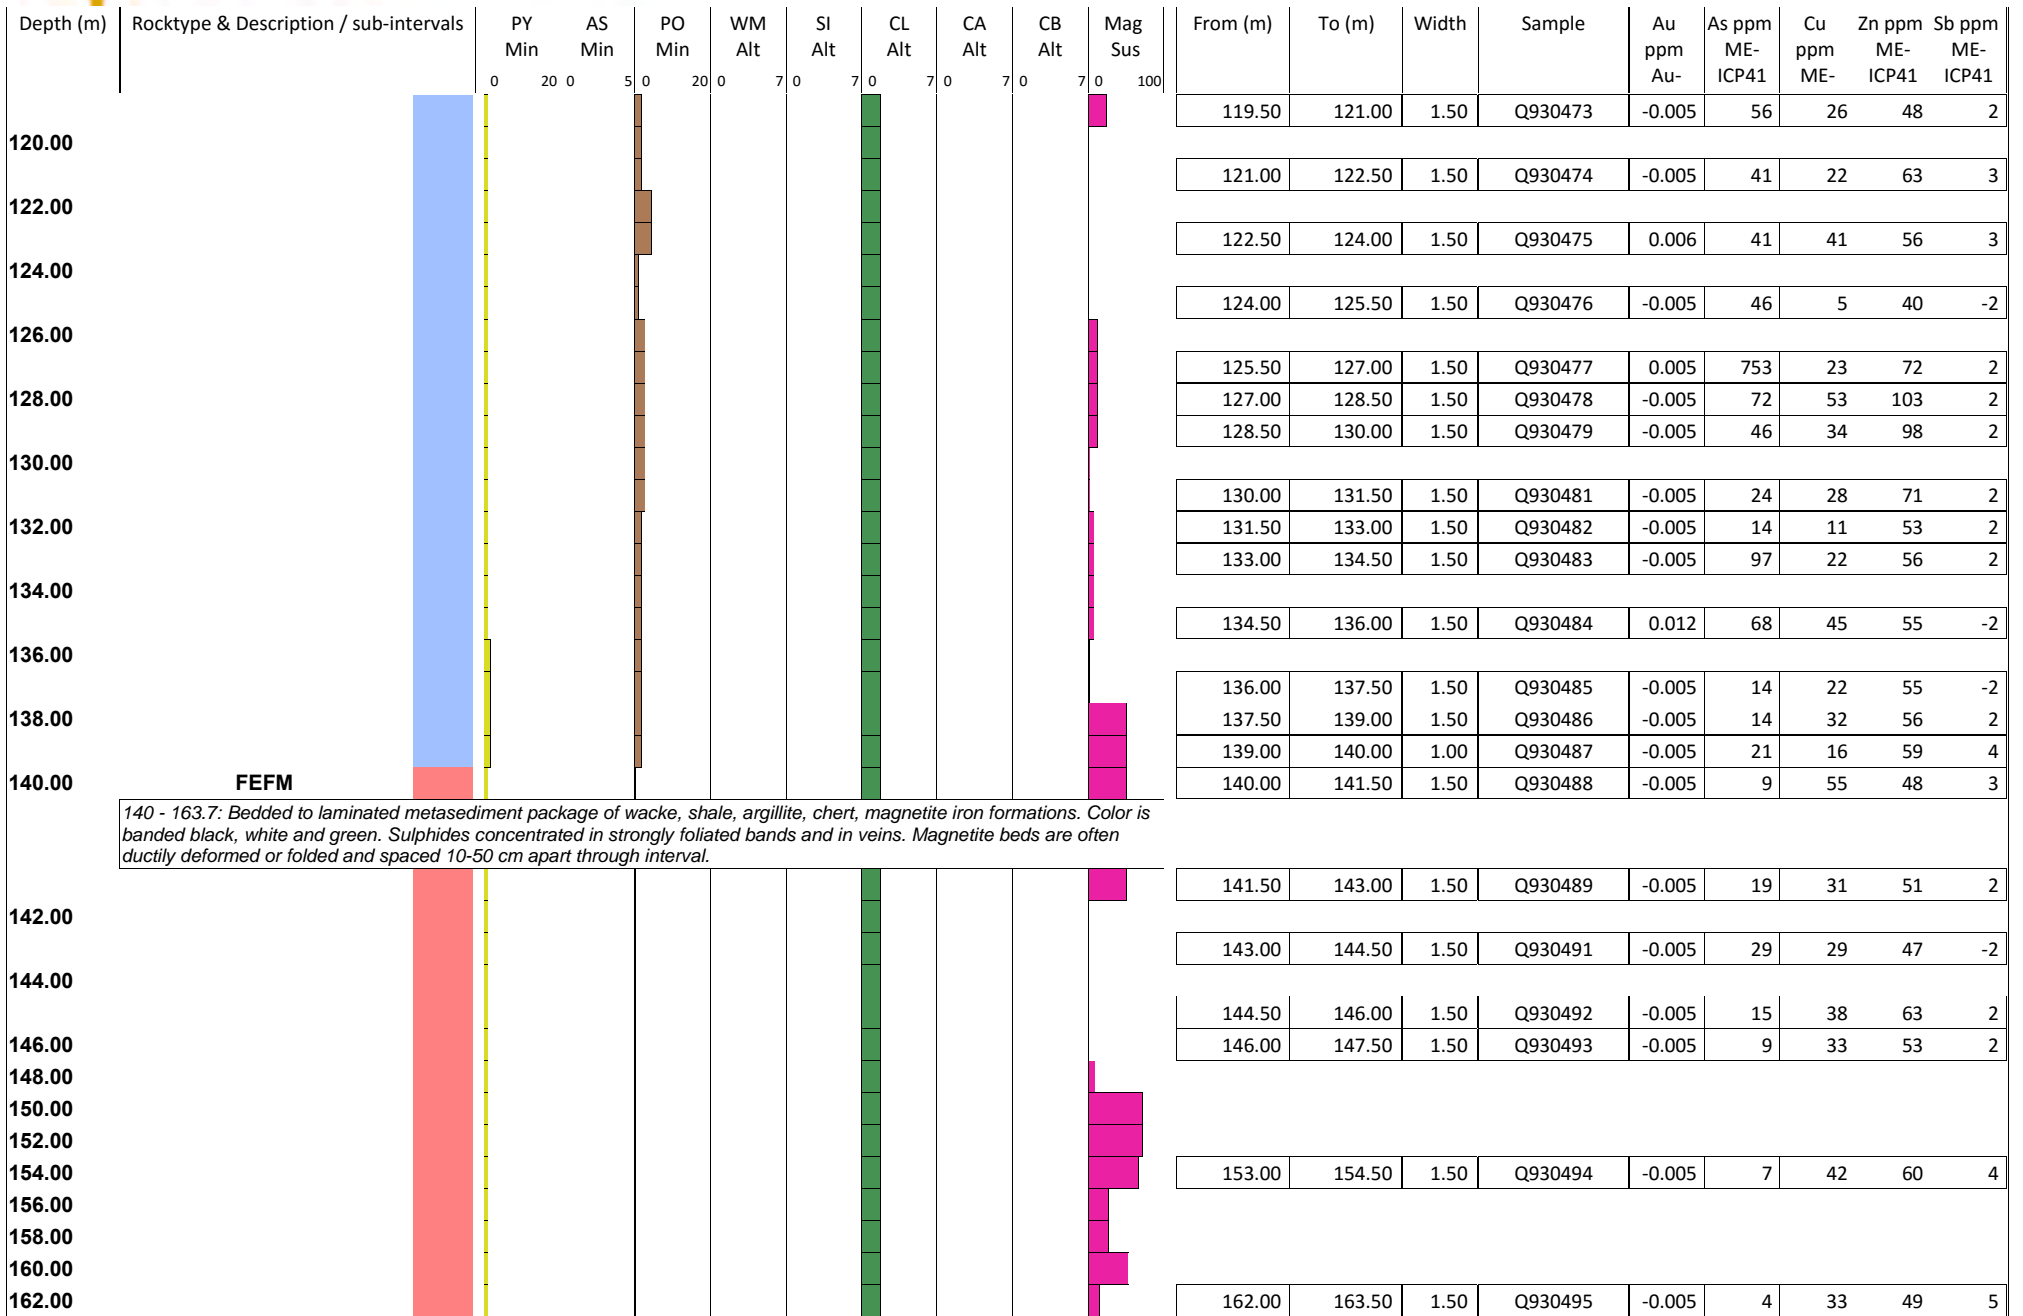 Depth (m) Rocktype & Description / sub-intervals PY AS PO WM SI CL CA CB Mag From (m) To (m) Width Sample Au As ppm Cu Zn ppm Sb ppm
Min Min Min Alt Alt Alt Alt Alt Sus ppm ME- ppm ME- ME-
0 20 0 5 0 20 0 7 0 7 0 7 0 7 0 7 0 100 Au- ICP41 ME- ICP41 ICP41
119.50 121.00 1.50 Q930473 -0.005 56 26 48 2
120.00
121.00 122.50 1.50 Q930474 -0.005 41 22 63 3
122.00
122.50 124.00 1.50 Q930475 0.006 41 41 56 3
124.00
124.00 125.50 1.50 Q930476 -0.005 46 5 40 -2
126.00
125.50 127.00 1.50 Q930477 0.005 753 23 72 2
128.00 127.00 128.50 1.50 Q930478 -0.005 72 53 103 2
128.50 130.00 1.50 Q930479 -0.005 46 34 98 2
130.00
130.00 131.50 1.50 Q930481 -0.005 24 28 71 2
132.00 131.50 133.00 1.50 Q930482 -0.005 14 11 53 2
133.00 134.50 1.50 Q930483 -0.005 97 22 56 2
134.00
134.50 136.00 1.50 Q930484 0.012 68 45 55 -2
136.00
136.00 137.50 1.50 Q930485 -0.005 14 22 55 -2
138.00 137.50 139.00 1.50 Q930486 -0.005 14 32 56 2
139.00 140.00 1.00 Q930487 -0.005 21 16 59 4
140.00 FEFM 140.00 141.50 1.50 Q930488 -0.005 9 55 48 3
140 - 163.7: Bedded to laminated metasediment package of wacke, shale, argillite, chert, magnetite iron formations. Color is
banded black, white and green. Sulphides concentrated in strongly foliated bands and in veins. Magnetite beds are often
ductily deformed or folded and spaced 10-50 cm apart through interval.
141.50 143.00 1.50 Q930489 -0.005 19 31 51 2
142.00
143.00 144.50 1.50 Q930491 -0.005 29 29 47 -2
144.00
144.50 146.00 1.50 Q930492 -0.005 15 38 63 2
146.00 146.00 147.50 1.50 Q930493 -0.005 9 33 53 2
148.00
150.00
152.00
154.00 153.00 154.50 1.50 Q930494 -0.005 7 42 60 4
156.00
158.00
160.00
162.00 162.00 163.50 1.50 Q930495 -0.005 4 33 49 5